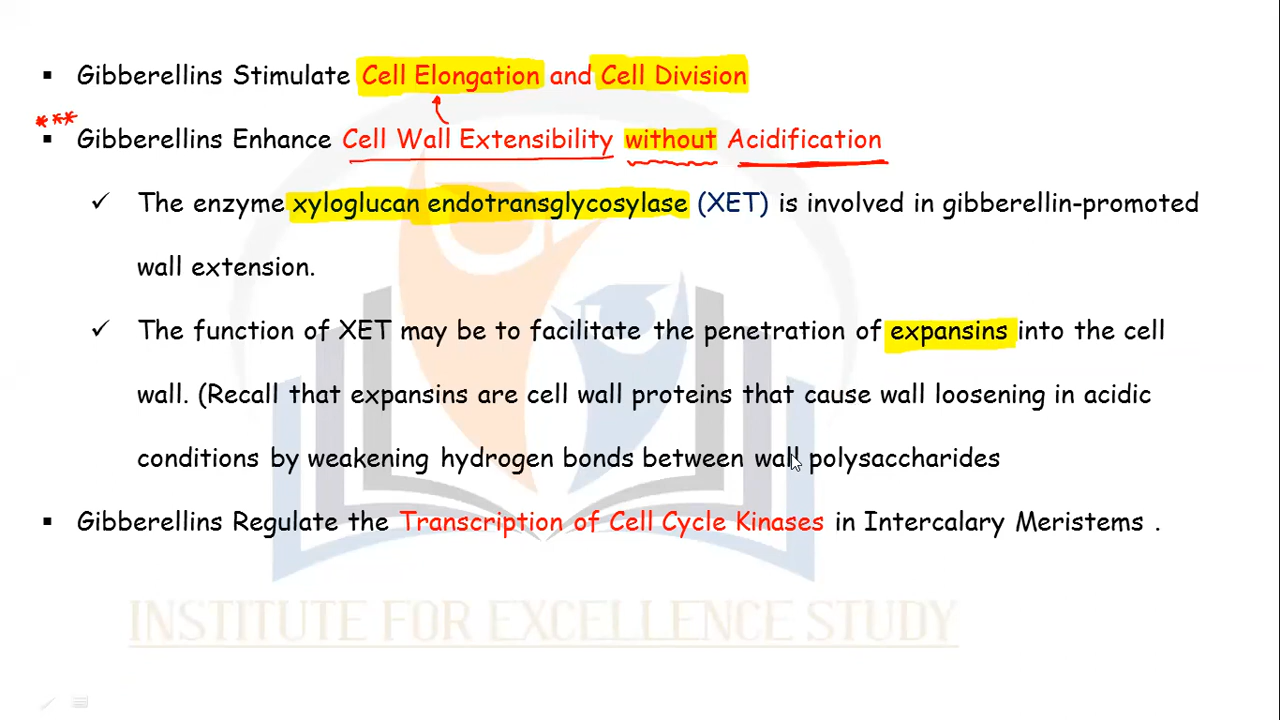 ▪ Gibberellins Stimulate Cell Elongation and Cell Division
***
▪ Gibberellins Enhance Cell Wall Extensibility without Acidification
✓ The enzyme xyloglucan endotransglycosylase (XET) is involved in gibberellin-promoted
wall extension.
✓ The function of XET may be to facilitate the penetration of expansins into the cell
wall. (Recall that expansins are cell wall proteins that cause wall loosening in acidic
conditions by weakening hydrogen bonds between wall polysaccharides
▪ Gibberellins Regulate the Transcription of Cell Cycle Kinases in Intercalary Meristems .
INSTITUTE FOR EXCELLENCE STUDY